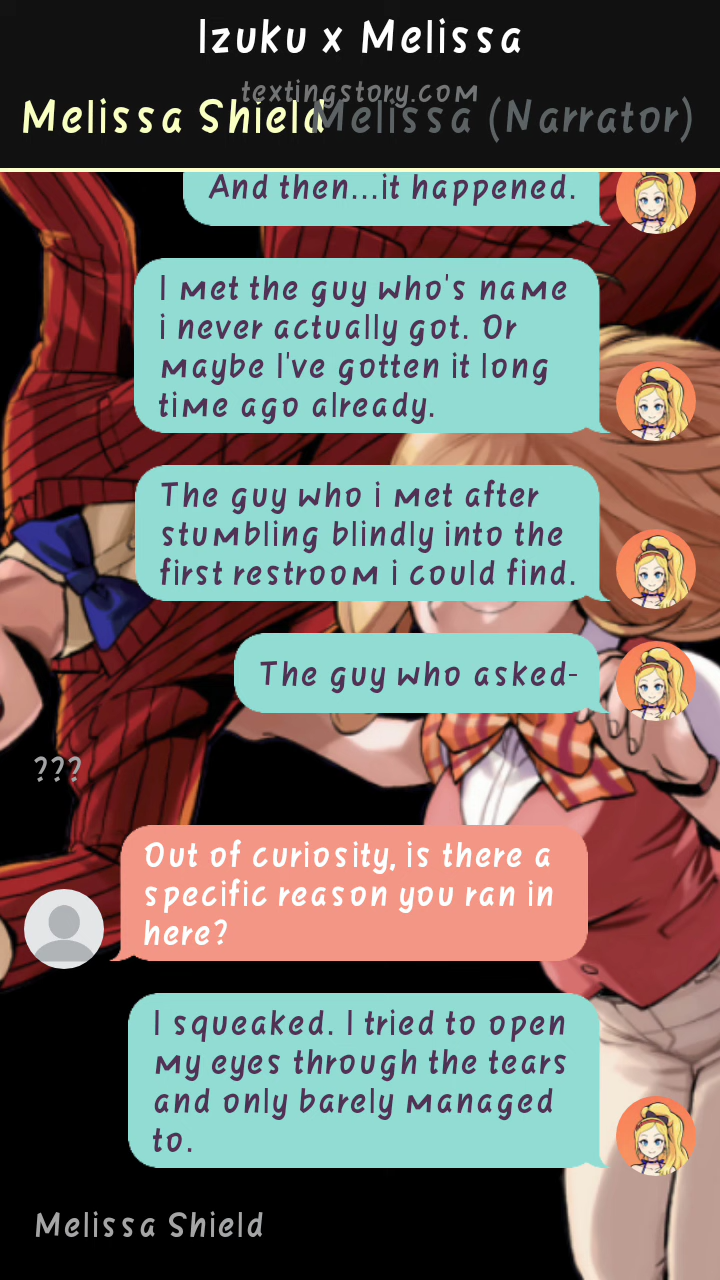 Izuku x Melissa
textingstory.com
Melissa Shield
Melissa (Narrator)
And then...it happened.
I met the guy who's name
i never actually got. Or
maybe I've gotten it long
time ago already.
The guy who i met after
stumbling blindly into the
first restroom i could find.
The guy who asked-
???
Out of curiosity, is there a
specific reason you ran in
here?
I squeaked. I tried to open
my eyes through the tears
and only barely managed
to.
Melissa Shield